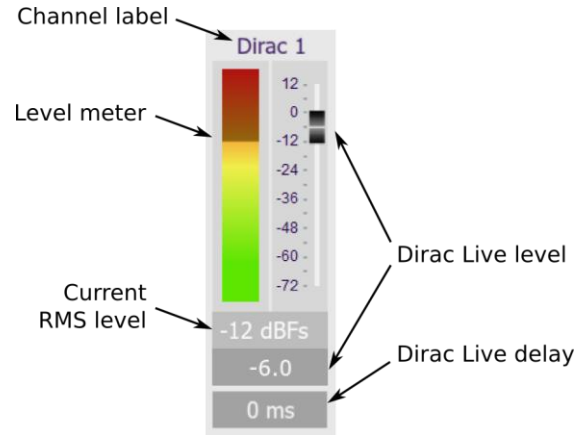 Channel label
Dirac 1
Level meter
12
0
-12
-24
-36
-48
-60
-72
Dirac Live level
Current
RMS level
-12 dBFs
-6.0
Dirac Live delay
0 ms